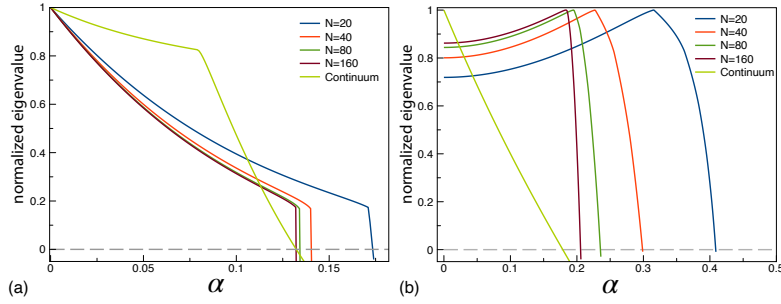 1
0.8
0.6
0.4
0.2
0
0
0.05
0.1
0.15
normalized eigenvalue
α
(a)
N=20
N=40
N=80
N=160
Continuum
1
0.8
0.6
0.4
0.2
0
0
0.1
0.2
0.3
0.4
0.5
normalized eigenvalue
α
(b)
N=20
N=40
N=80
N=160
Continuum